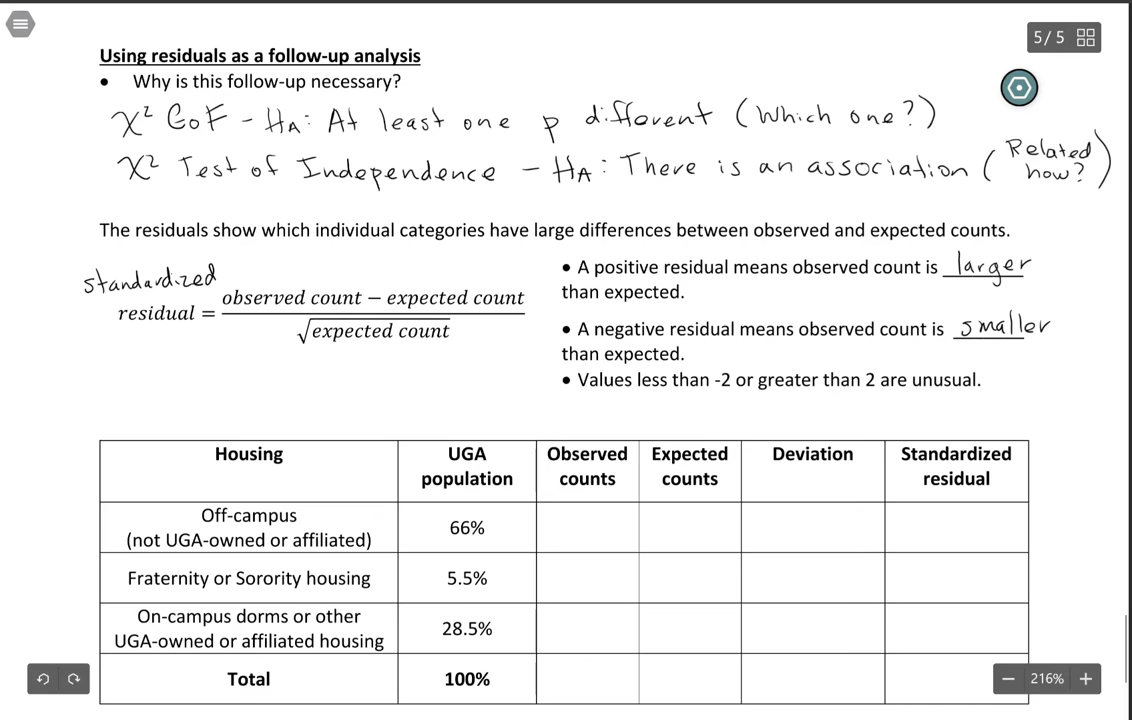 5/5
Using residuals as a follow-up analysis
• Why is this follow-up necessary?
χ² GoF - HA: At least one p different (Which one?)
χ² Test of Independence - HA: There is an association (Related how?)
The residuals show which individual categories have large differences between observed and expected counts.
standardized
residual = observed count − expected count
√expected count
• A positive residual means observed count is larger
than expected.
• A negative residual means observed count is smaller
than expected.
• Values less than -2 or greater than 2 are unusual.
Housing UGA population Observed counts Expected counts Deviation Standardized residual
Off-campus
(not UGA-owned or affiliated) 66%
Fraternity or Sorority housing 5.5%
On-campus dorms or other
UGA-owned or affiliated housing 28.5%
Total 100%
− 216% +